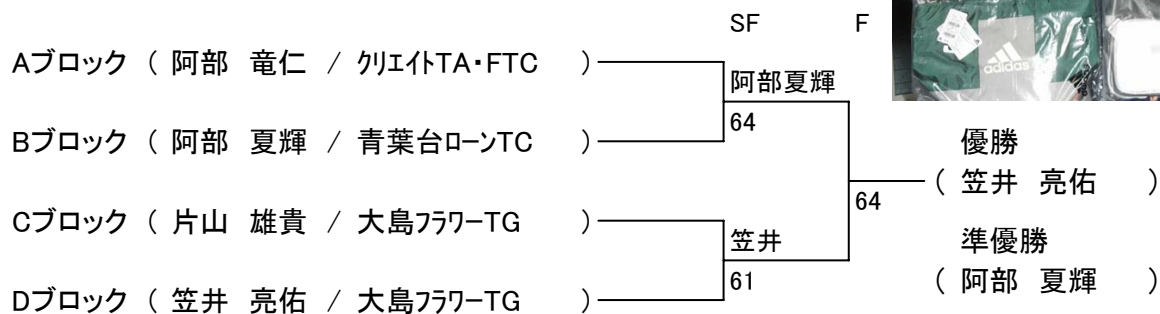 SF F
adidas
Aブロック ( 阿部 竜仁 / クリエイトTA・FTC )
阿部夏輝
64
Bブロック ( 阿部 夏輝 / 青葉台ローンTC )
優勝
( 笠井 亮佑 )
64
Cブロック ( 片山 雄貴 / 大島フラワーTG )
笠井
準優勝
61
( 阿部 夏輝 )
Dブロック ( 笠井 亮佑 / 大島フラワーTG )